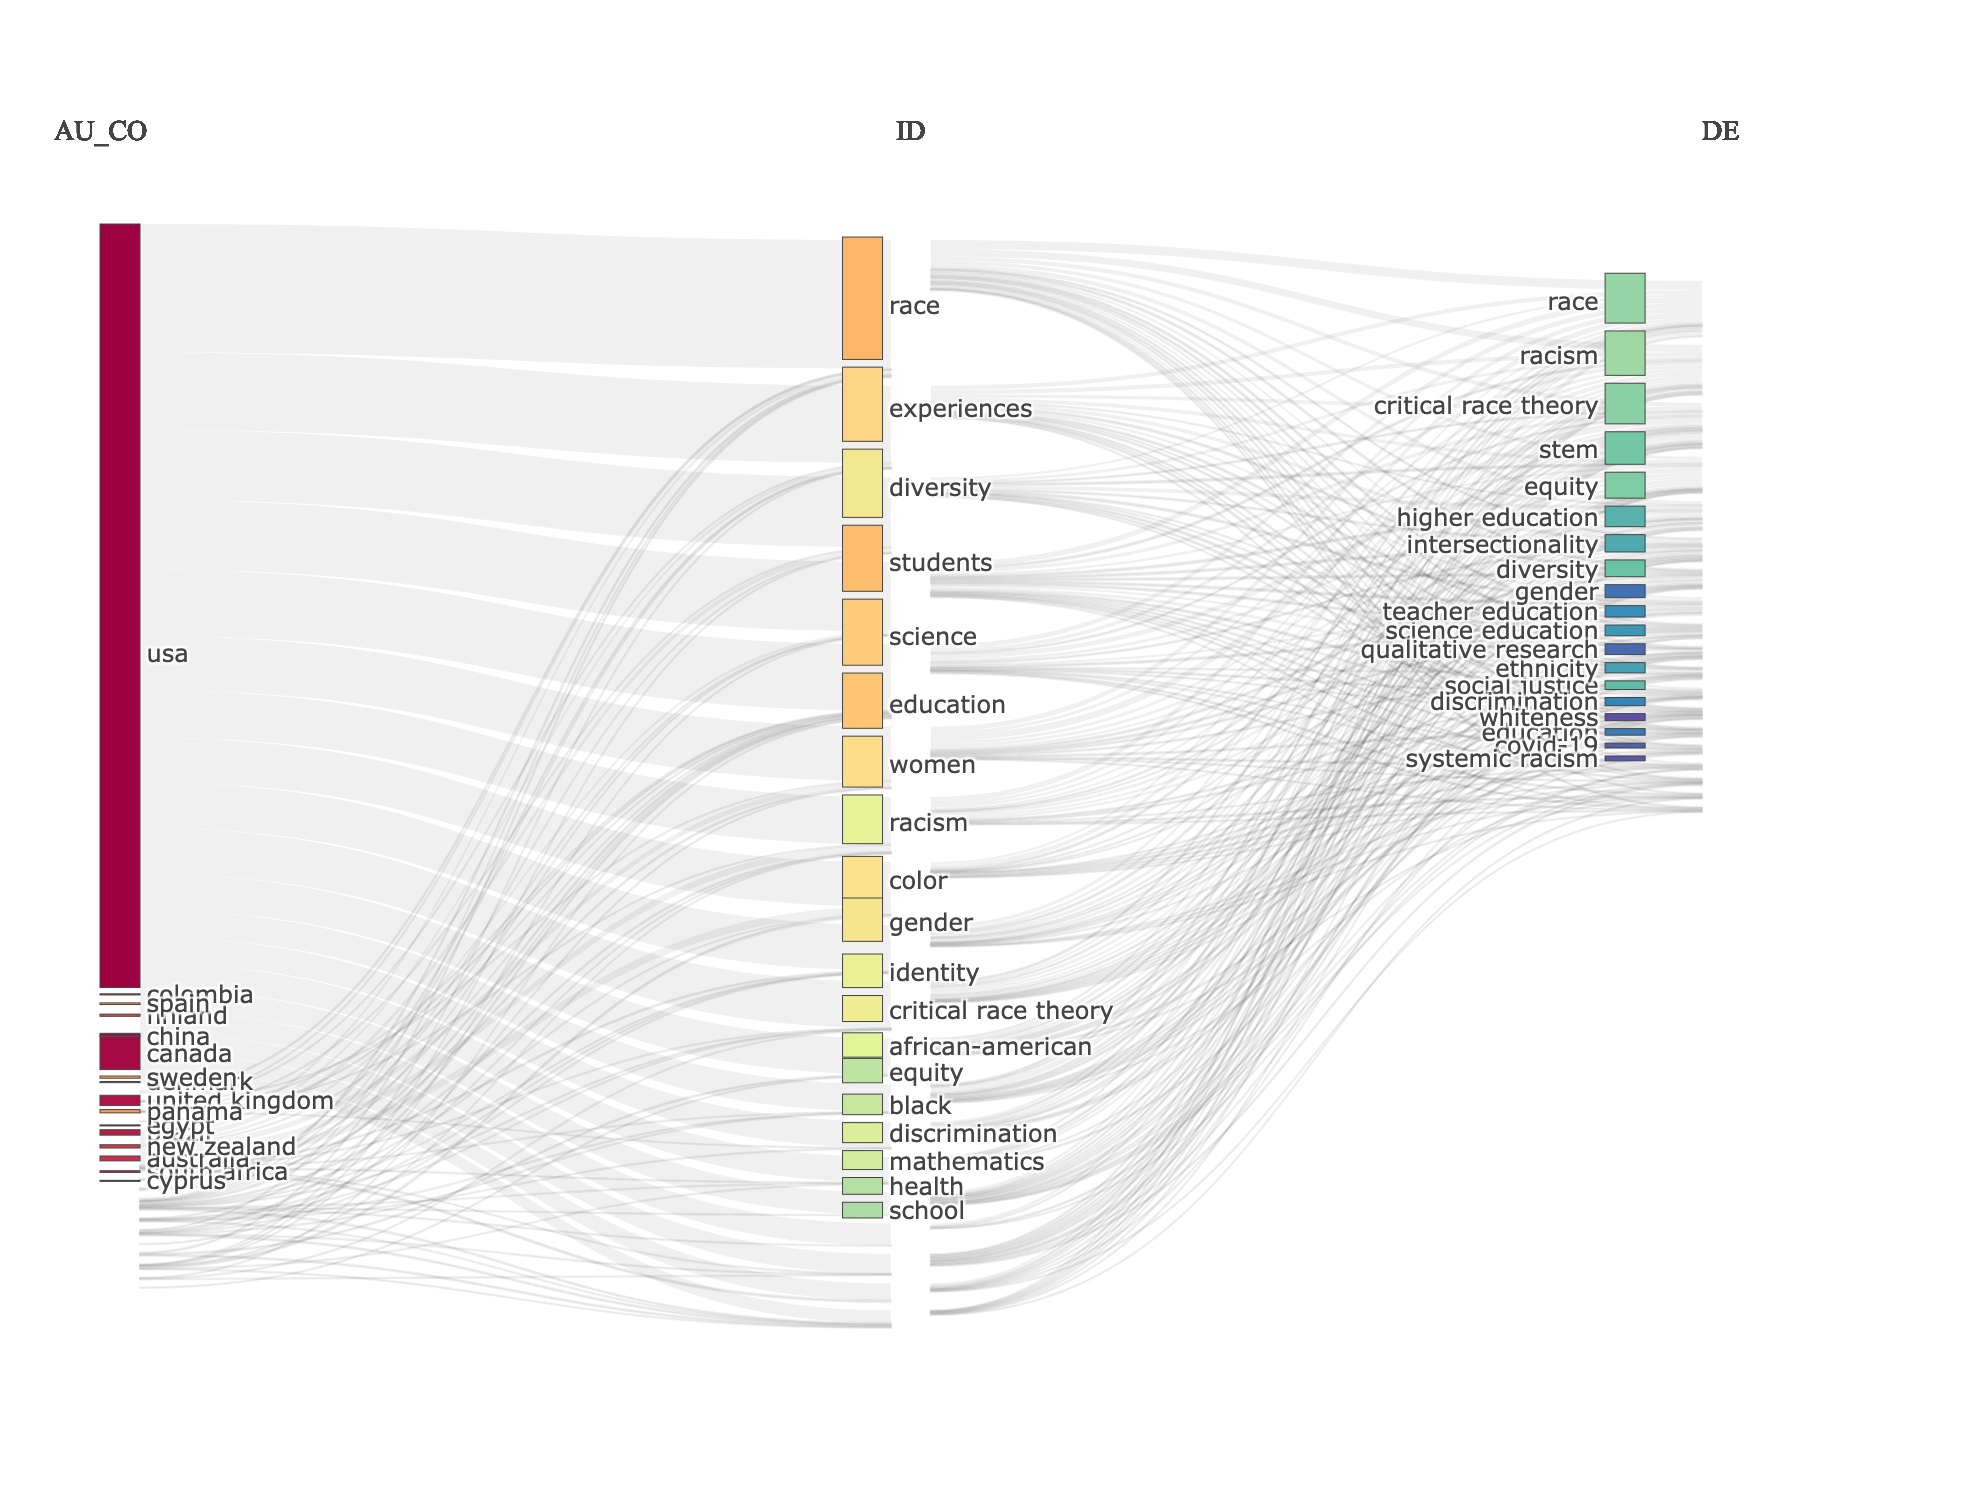 AU_CO
ID
DE
usa
colombia
spain
finland
china
canada
sweden
united kingdom
panama
egypt
new zealand
australia
south africa
cyprus
race
experiences
diversity
students
science
education
women
racism
color
gender
identity
critical race theory
african-american
equity
black
discrimination
mathematics
health
school
race
racism
critical race theory
stem
equity
higher education
intersectionality
diversity
gender
teacher education
science education
qualitative research
ethnicity
social justice
discrimination
whiteness
education
covid-19
systemic racism